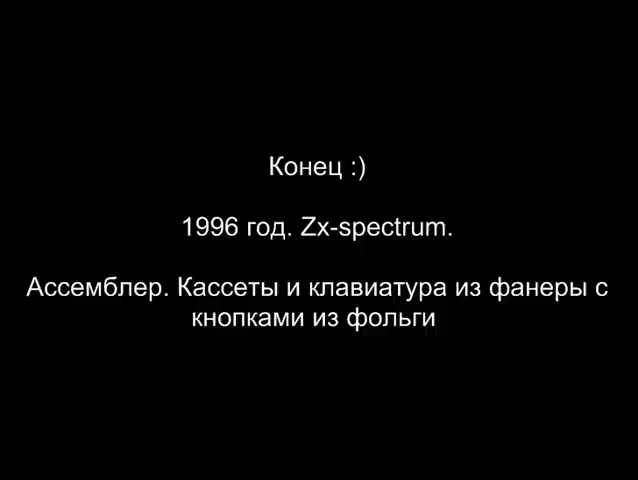 Конец :)
1996 год. Zx-spectrum.
Ассемблер. Кассеты и клавиатура из фанеры с
кнопками из фольги